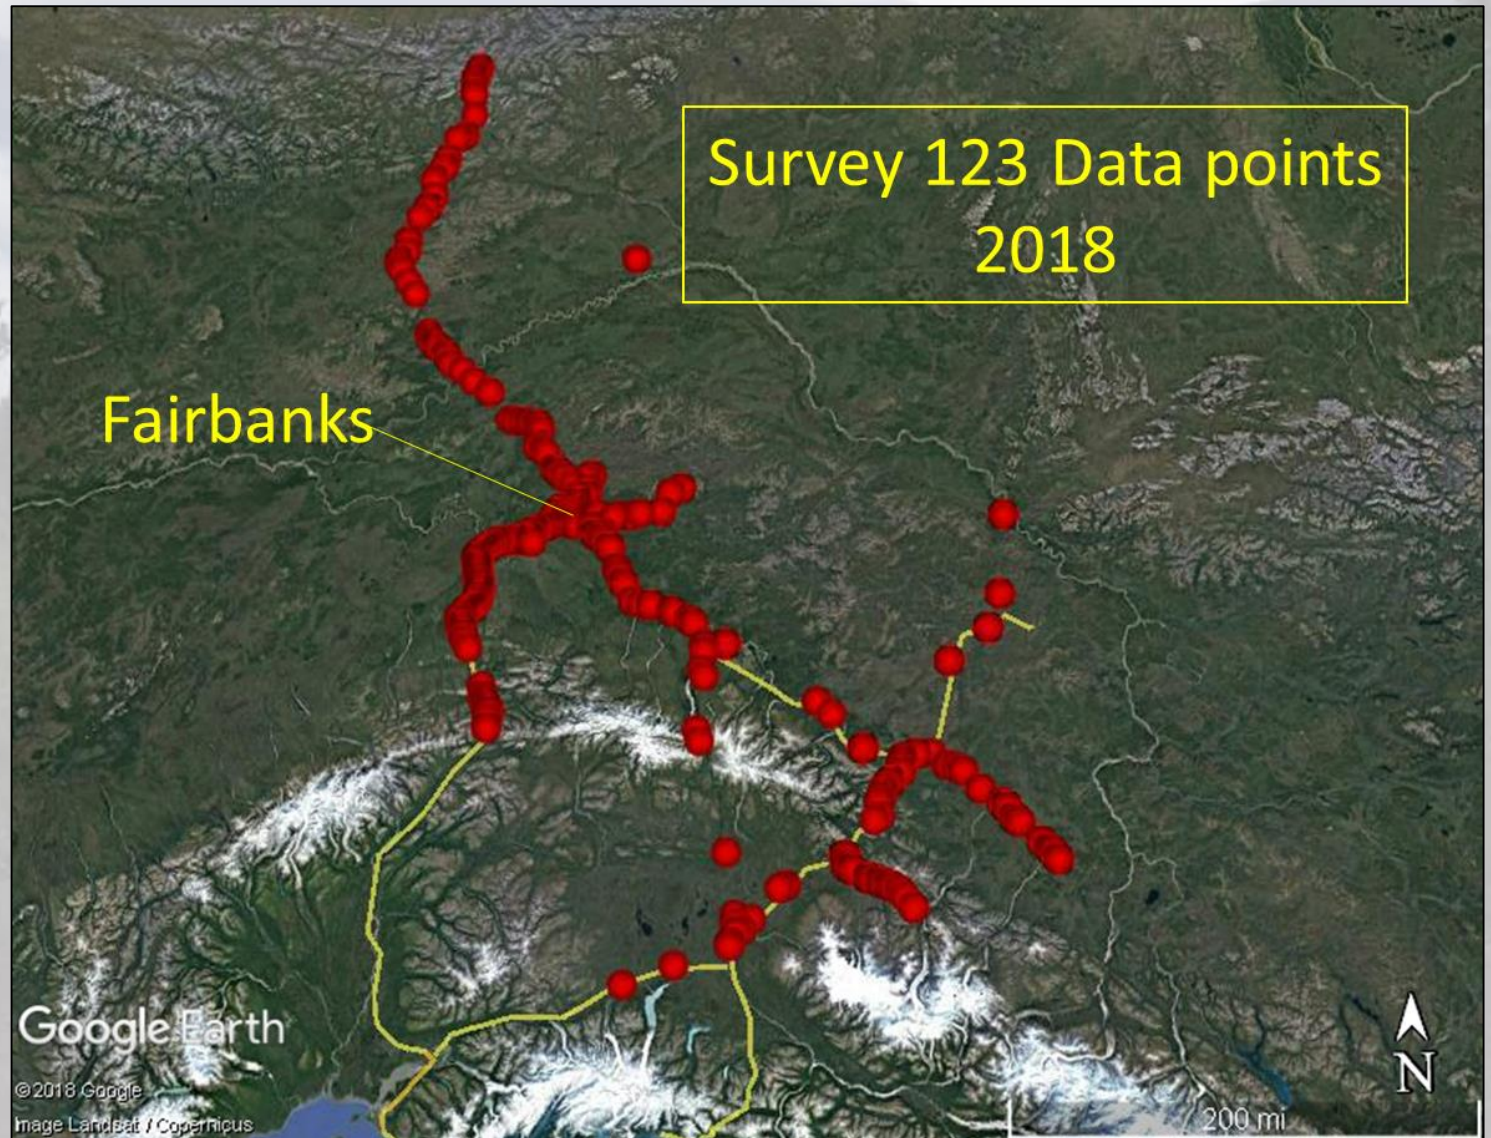 Survey 123 Data points
2018
Fairbanks
Google Earth
©2018 Google
Image Landsat / Copernicus
N
200 mi